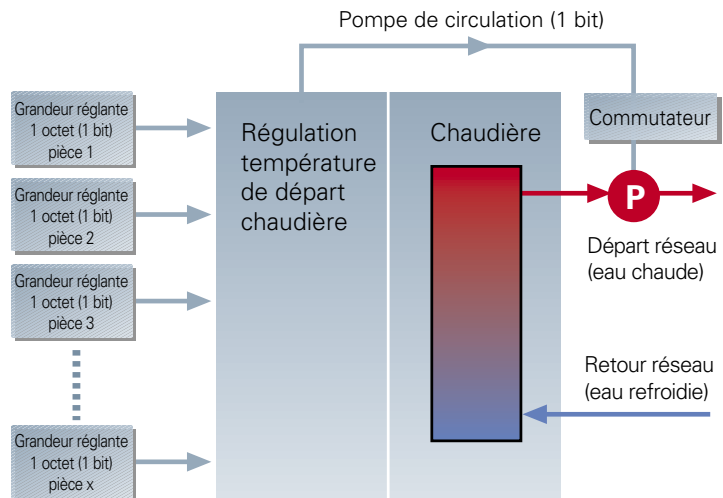 Pompe de circulation (1 bit)
Grandeur réglante
1 octet (1 bit)
pièce 1
Grandeur réglante
1 octet (1 bit)
pièce 2
Grandeur réglante
1 octet (1 bit)
pièce 3
Grandeur réglante
1 octet (1 bit)
pièce x
Régulation
température
de départ
chaudière
Chaudière
Commutateur
P
Départ réseau
(eau chaude)
Retour réseau
(eau refroidie)